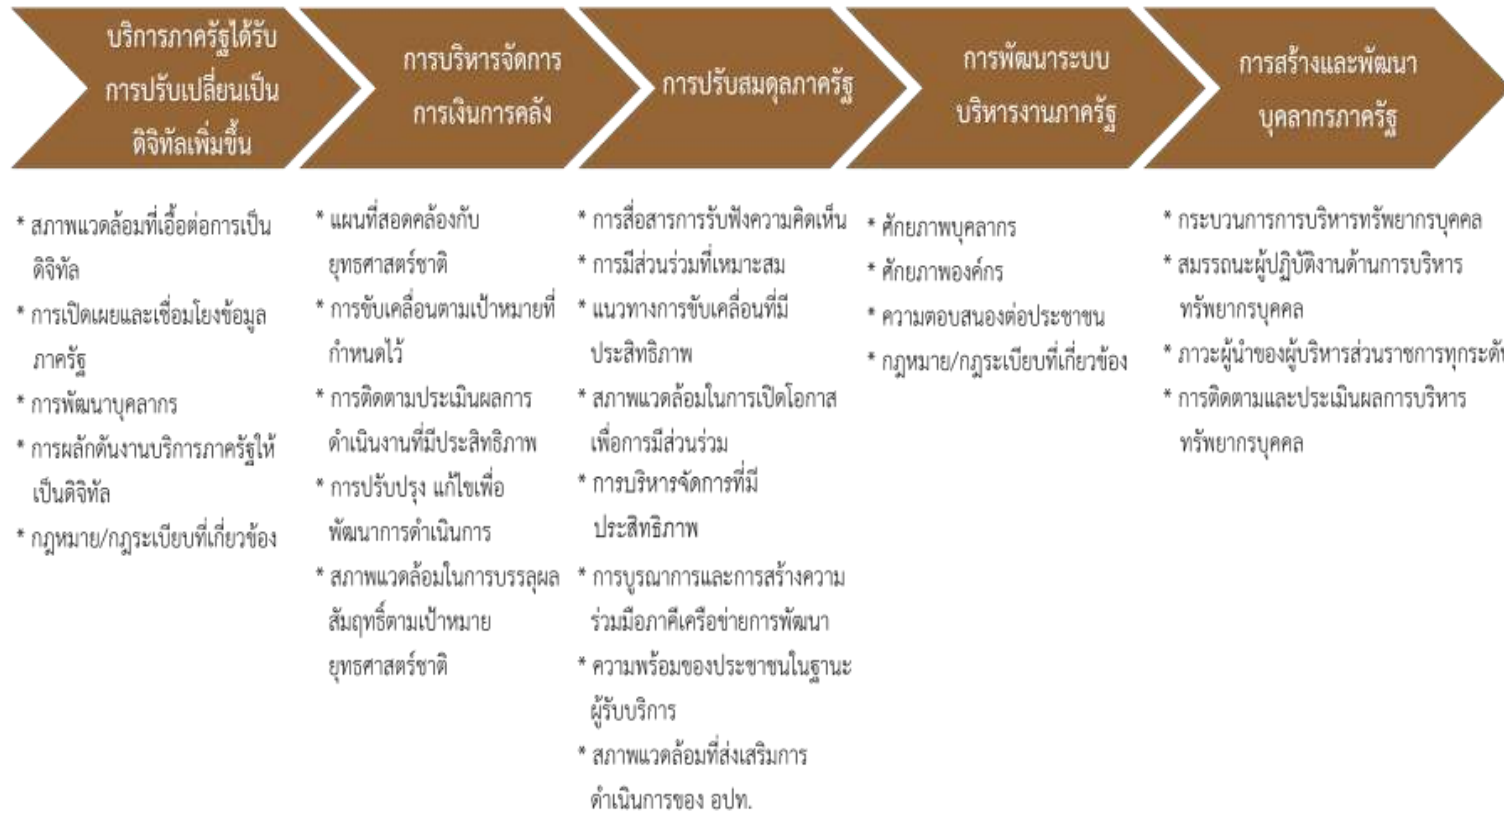 บริการภาครัฐได้รับ
การปรับเปลี่ยนเป็น
ดิจิทัลเพิ่มขึ้น
การบริหารจัดการ
การเงินการคลัง
การปรับสมดุลภาครัฐ
การพัฒนาระบบ
บริหารงานภาครัฐ
การสร้างและพัฒนา
บุคลากรภาครัฐ
* สภาพแวดล้อมที่เอื้อต่อการเป็น
ดิจิทัล
* การเปิดเผยและเชื่อมโยงข้อมูล
ภาครัฐ
* การพัฒนาบุคลากร
* การผลักดันงานบริการภาครัฐให้
เป็นดิจิทัล
* กฎหมาย/กฎระเบียบที่เกี่ยวข้อง
* แผนที่สอดคล้องกับ
ยุทธศาสตร์ชาติ
* การขับเคลื่อนตามเป้าหมายที่
กำหนดไว้
* การติดตามประเมินผลการ
ดำเนินงานที่มีประสิทธิภาพ
* การปรับปรุง แก้ไขเพื่อ
พัฒนาการดำเนินการ
* สภาพแวดล้อมในการบรรลุผล
สัมฤทธิ์ตามเป้าหมาย
ยุทธศาสตร์ชาติ
* การสื่อสารการรับฟังความคิดเห็น
* การมีส่วนร่วมที่เหมาะสม
* แนวทางการขับเคลื่อนที่มี
ประสิทธิภาพ
* สภาพแวดล้อมในการเปิดโอกาส
เพื่อการมีส่วนร่วม
* การบริหารจัดการที่มี
ประสิทธิภาพ
* การบูรณาการและการสร้างความ
ร่วมมือภาคีเครือข่ายการพัฒนา
* ความพร้อมของประชาชนในฐานะ
ผู้รับบริการ
* สภาพแวดล้อมที่ส่งเสริมการ
ดำเนินการของ อปท.
* ศักยภาพบุคลากร
* ศักยภาพองค์กร
* ความตอบสนองต่อประชาชน
* กฎหมาย/กฎระเบียบที่เกี่ยวข้อง
* กระบวนการการบริหารทรัพยากรบุคคล
* สมรรถนะผู้ปฏิบัติงานด้านการบริหาร
ทรัพยากรบุคคล
* ภาวะผู้นำของผู้บริหารส่วนราชการทุกระดับ
* การติดตามและประเมินผลการบริหาร
ทรัพยากรบุคคล